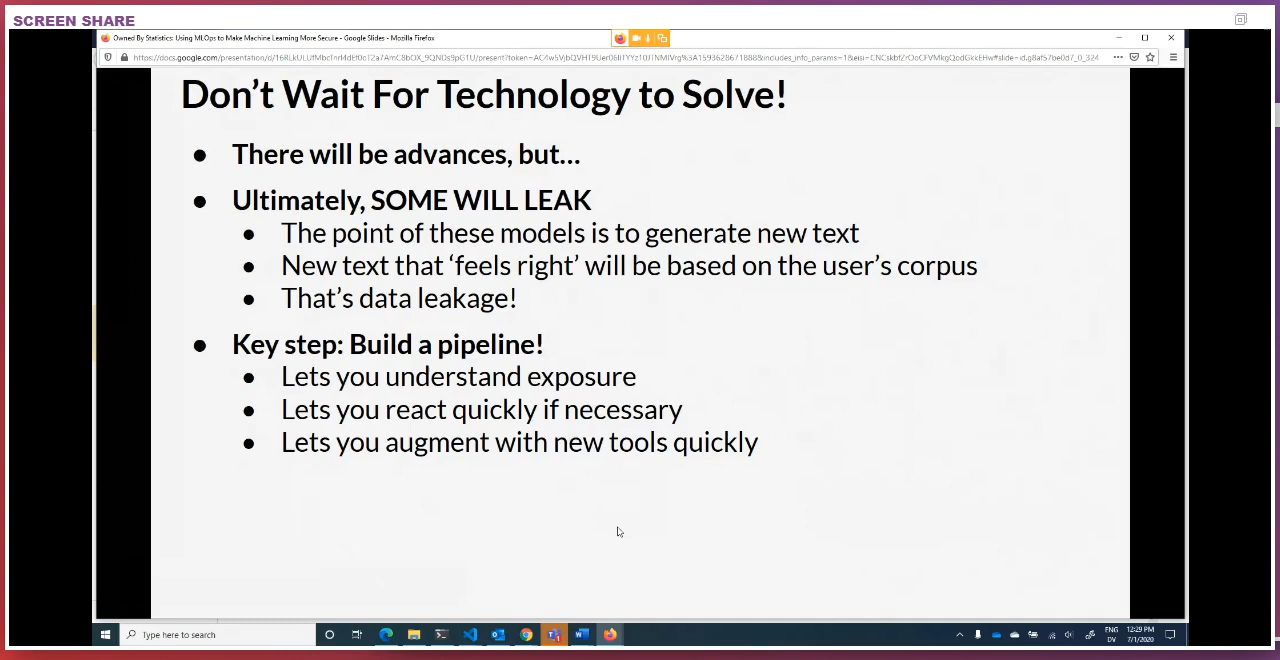 SCREEN SHARE
Owned By Statistics: Using MLOps to Make Machine Learning More Secure - Google Slides - Mozilla Firefox
Don't Wait For Technology to Solve!
● There will be advances, but...
● Ultimately, SOME WILL LEAK
● The point of these models is to generate new text
● New text that 'feels right' will be based on the user's corpus
● That's data leakage!
● Key step: Build a pipeline!
● Lets you understand exposure
● Lets you react quickly if necessary
● Lets you augment with new tools quickly
Type here to search
ENG
DV
12:29 PM
7/1/2020